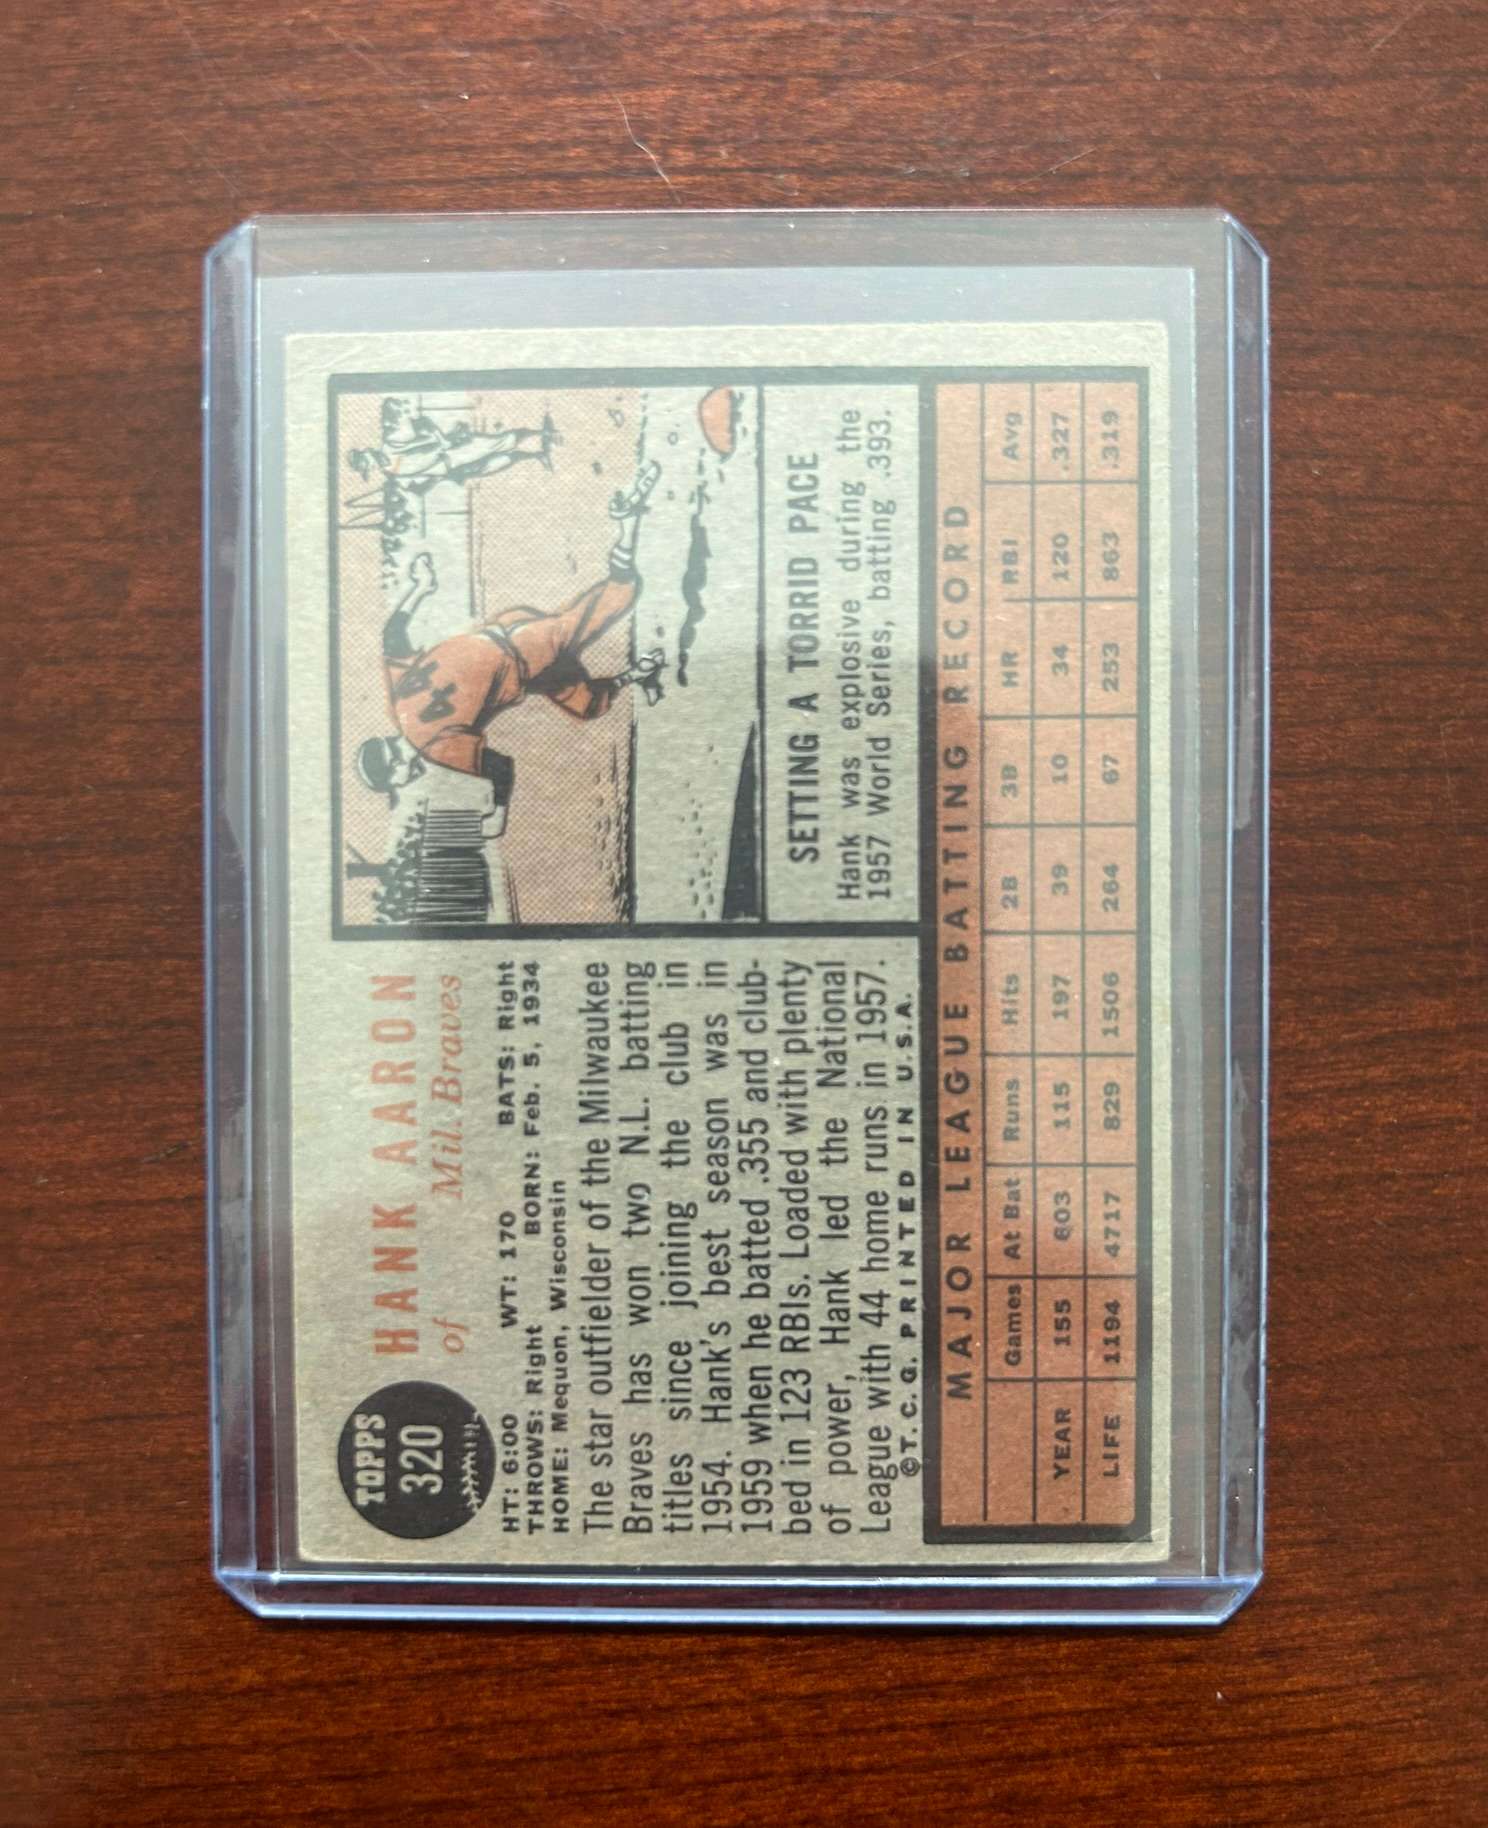 TOPPS
320
HANK AARON
of Mil. Braves
HT: 6:00 WT: 170 BATS: Right
THROWS: Right BORN: Feb. 5, 1934
HOME: Mequon, Wisconsin
The star outfielder of the Milwaukee
Braves has won two N.L. batting
titles since joining the club in
1954. Hank's best season was in
1959 when he batted .355 and club-
bed in 123 RBIs. Loaded with plenty
of power, Hank led the National
League with 44 home runs in 1957.
©T. C. G. PRINTED IN U. S. A.
44
SETTING A TORRID PACE
Hank was explosive during the
1957 World Series, batting .393.
MAJOR LEAGUE BATTING RECORD
Games At Bat Runs Hits 2B 3B HR RBI Avg
YEAR 155 603 115 197 39 10 34 120 .327
LIFE 1194 4717 829 1506 264 67 253 863 .319